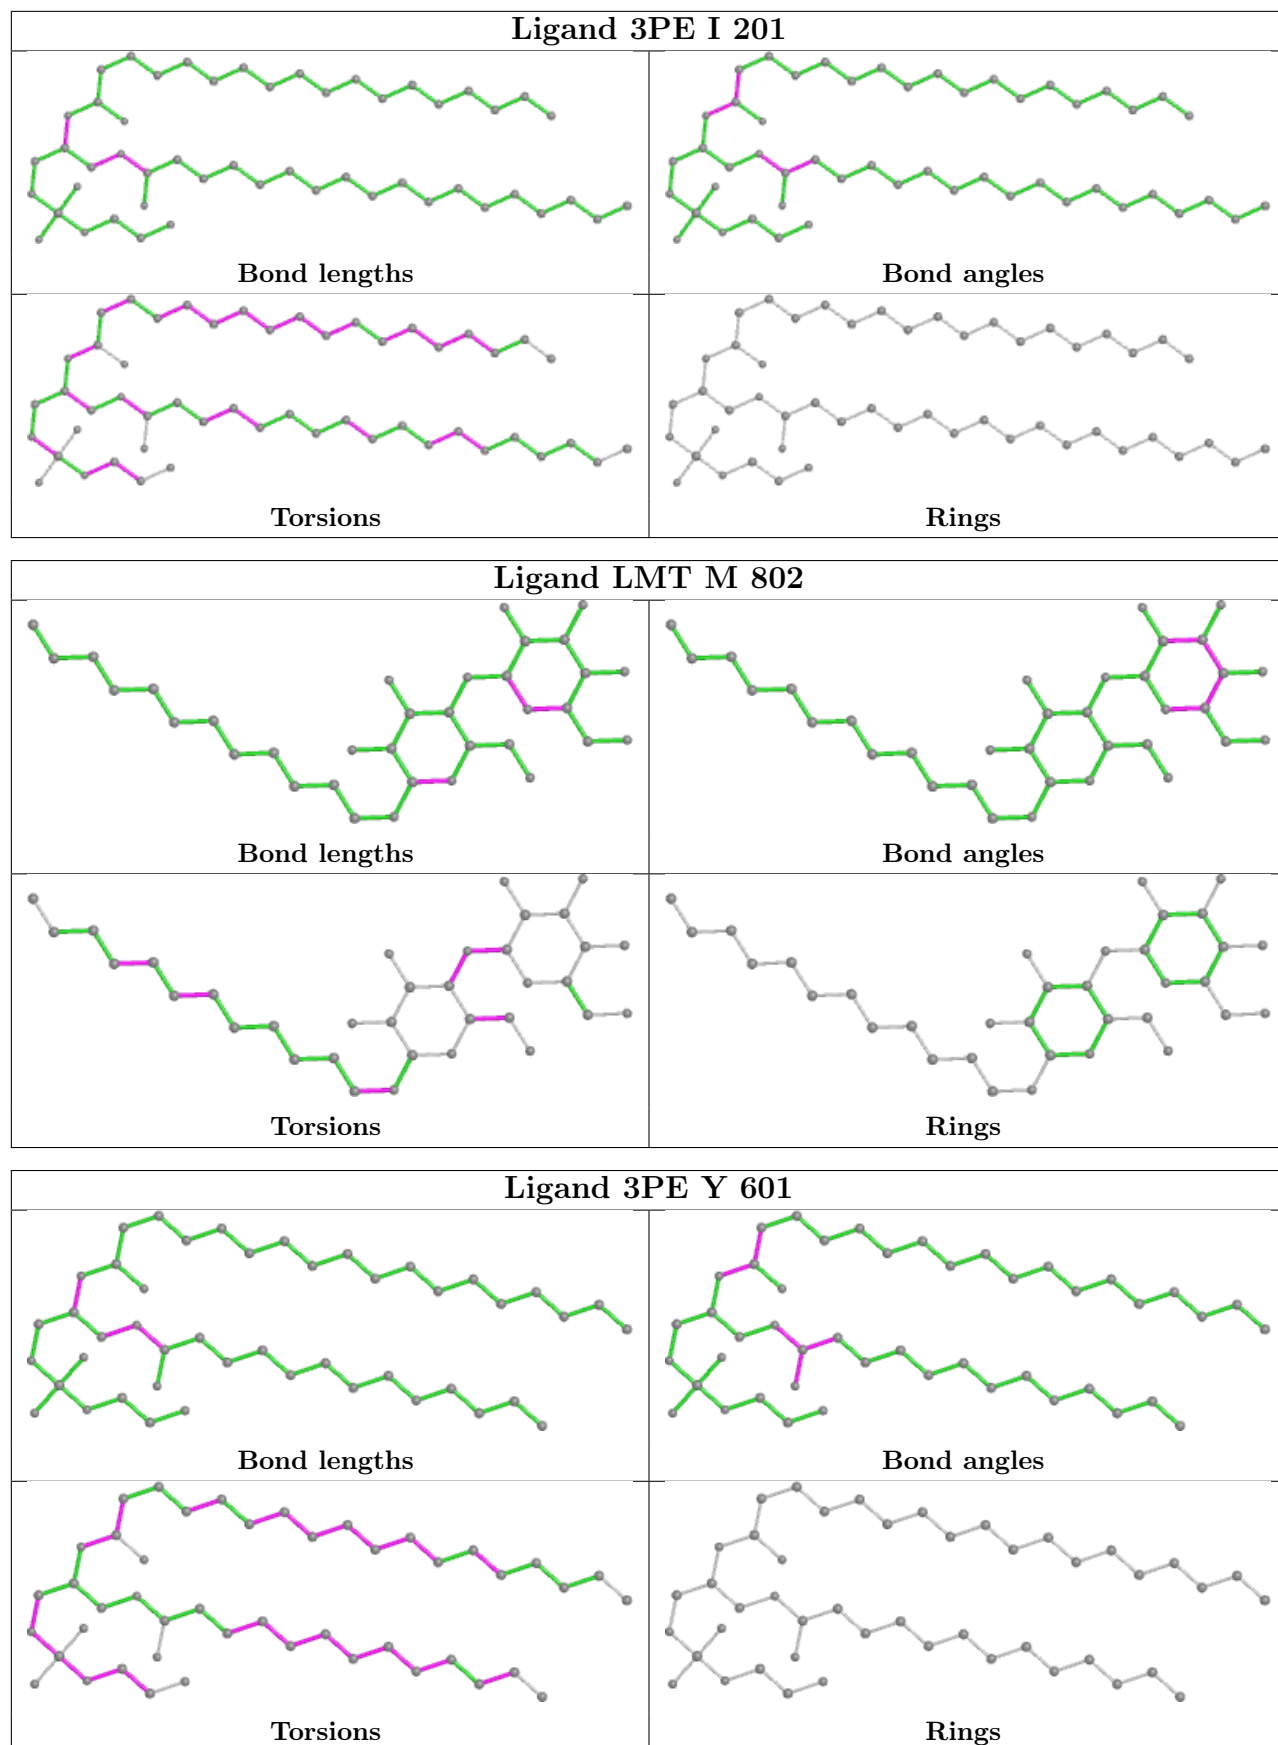 Ligand 3PE I 201
Bond lengths
Bond angles
Torsions
Rings
Ligand LMT M 802
Bond lengths
Bond angles
Torsions
Rings
Ligand 3PE Y 601
Bond lengths
Bond angles
Torsions
Rings